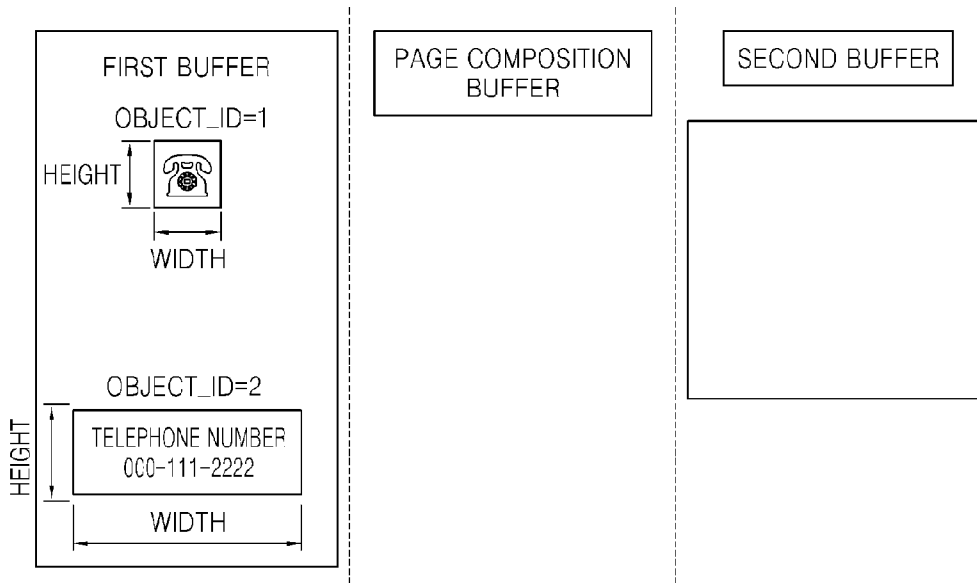 FIRST BUFFER
OBJECT_ID=1
HEIGHT
WIDTH
OBJECT_ID=2
HEIGHT
TELEPHONE NUMBER
000-111-2222
WIDTH
PAGE COMPOSITION
BUFFER
SECOND BUFFER